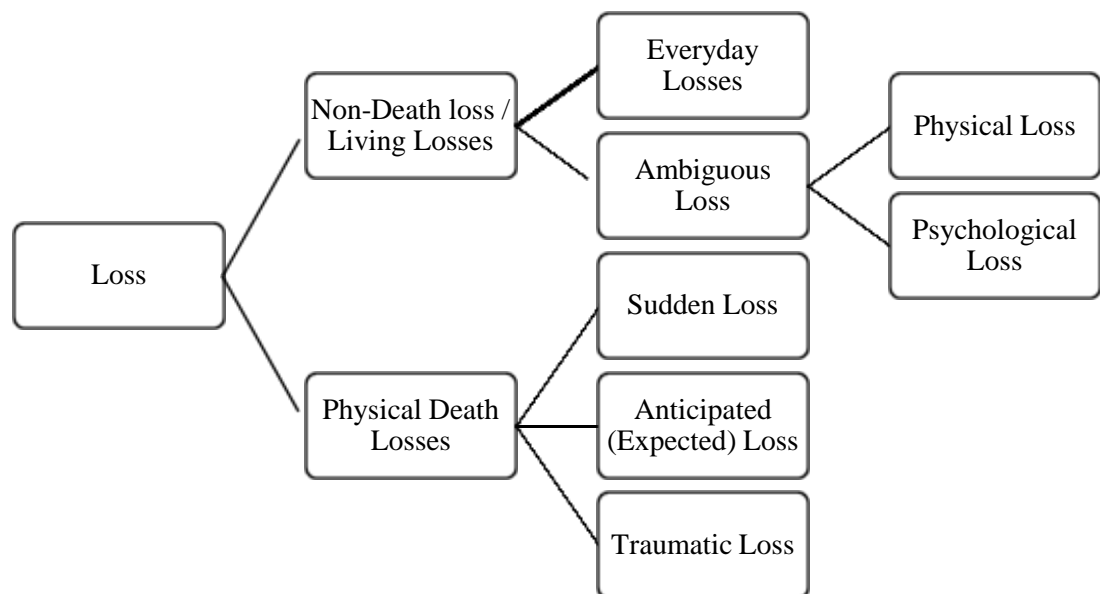 Loss
Non-Death loss /
Living Losses
Everyday
Losses
Ambiguous
Loss
Physical Loss
Psychological
Loss
Physical Death
Losses
Sudden Loss
Anticipated
(Expected) Loss
Traumatic Loss